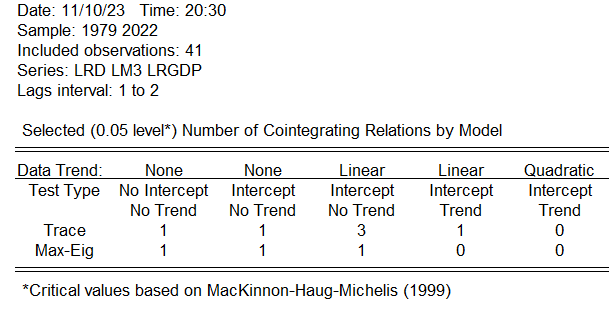 Date: 11/10/23 Time: 20:30
Sample: 1979 2022
Included observations: 41
Series: LRD LM3 LRGDP
Lags interval: 1 to 2
Selected (0.05 level*) Number of Cointegrating Relations by Model
Data Trend: None None Linear Linear Quadratic
Test Type No Intercept Intercept Intercept Intercept Intercept
No Trend No Trend No Trend Trend Trend
Trace 1 1 3 1 0
Max-Eig 1 1 1 0 0
*Critical values based on MacKinnon-Haug-Michelis (1999)